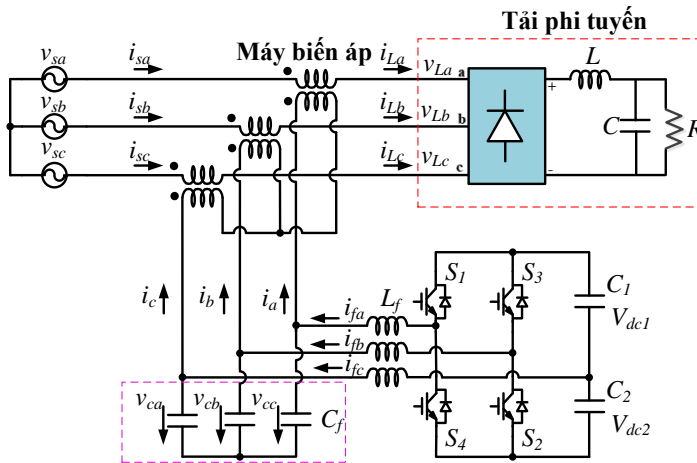 Tải phi tuyến
Máy biến áp
v_sa i_sa i_La v_La a L
+
v_sb i_sb i_Lb v_Lb b C R
v_sc i_sc i_Lc v_Lc c -
S_1 S_3 C_1
i_c i_b i_a i_fa L_f V_dc1
i_fb
i_fc
v_ca v_cb v_cc C_f C_2
S_4 S_2 V_dc2